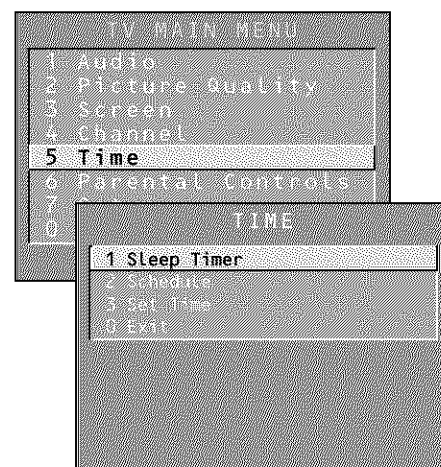 TV MAIN MENU
1 Audio
2 Picture Quality
3 Screen
4 Channel
5 Time
6 Parental Controls
7
0
TIME
1 Sleep Timer
2 Schedule
3 Set Time
0 Exit